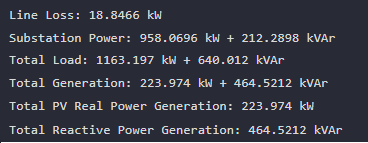 Line Loss: 18.8466 kW
Substation Power: 958.0696 kW + 212.2898 kVAr
Total Load: 1163.197 kW + 640.012 kVAr
Total Generation: 223.974 kW + 464.5212 kVAr
Total PV Real Power Generation: 223.974 kW
Total Reactive Power Generation: 464.5212 kVAr